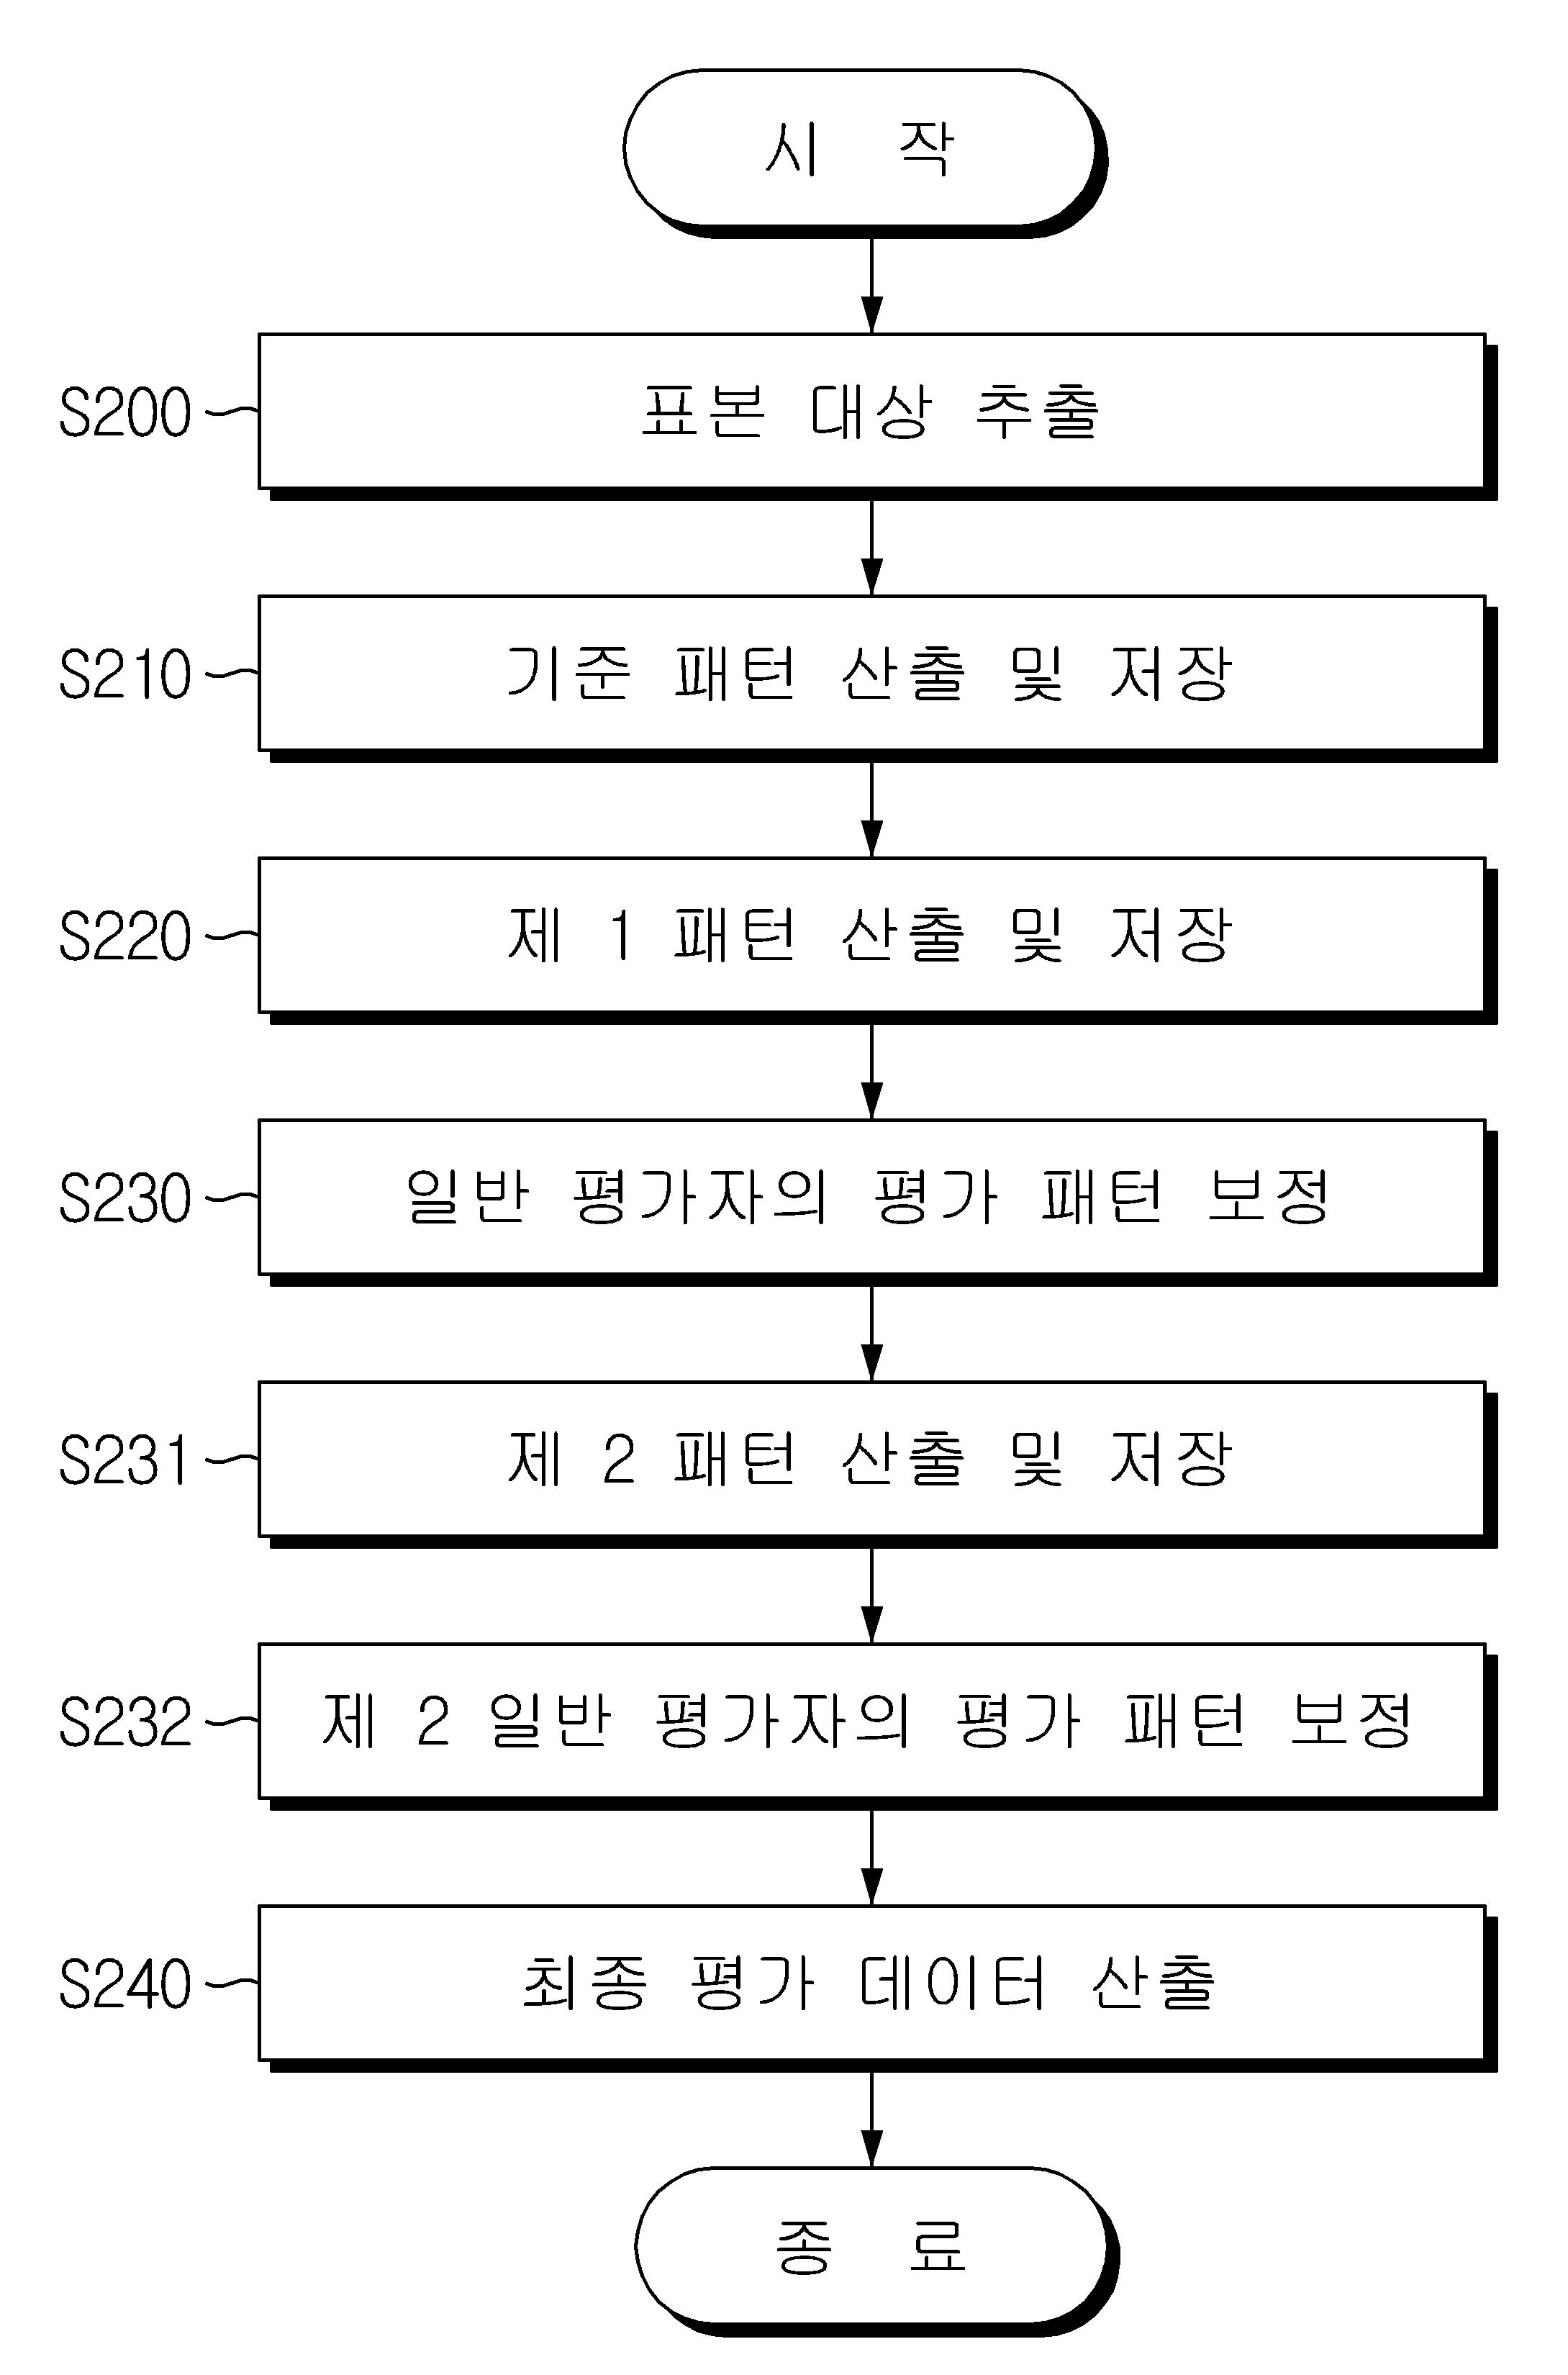 시 작
S200 표본 대상 추출
S210 기준 패턴 산출 및 저장
S220 제 1 패턴 산출 및 저장
S230 일반 평가자의 평가 패턴 보정
S231 제 2 패턴 산출 및 저장
S232 제 2 일반 평가자의 평가 패턴 보정
S240 최종 평가 데이터 산출
종 료